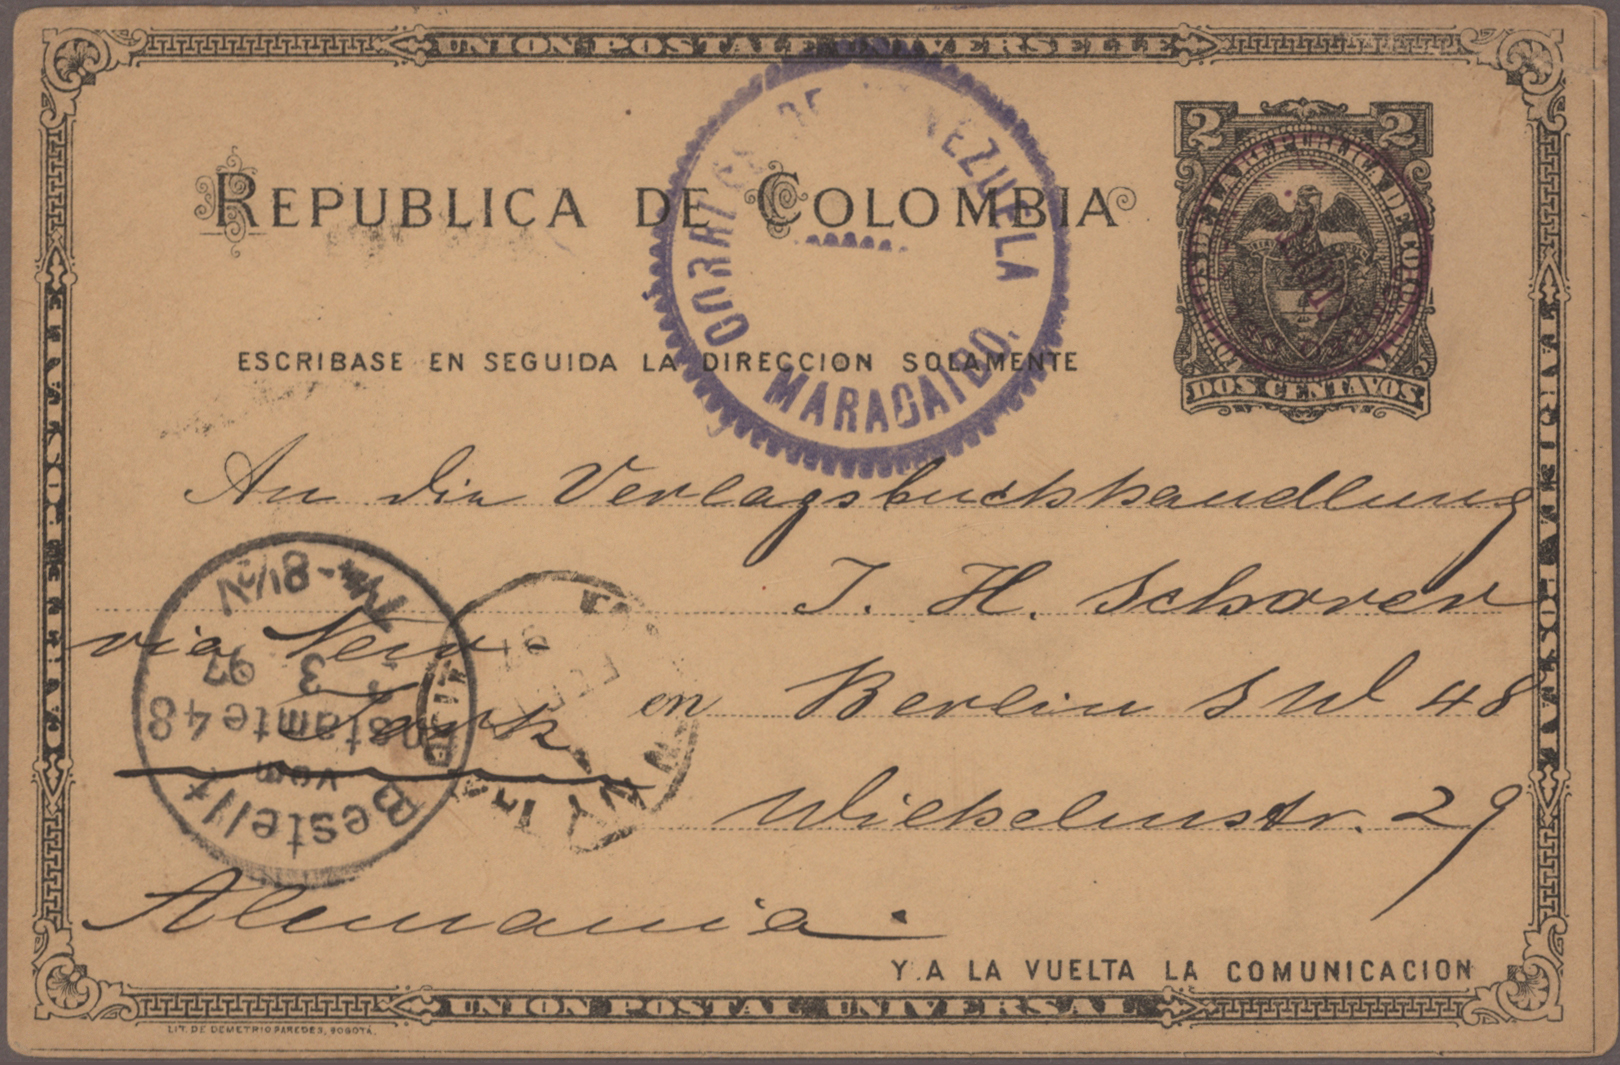 UNION POSTALE UNIVERSELLE
2 2
REPUBLICA DE COLOMBIA
CORREOS DE VENEZUELA
MARACAIBO.
DOS CENTAVOS
ESCRIBASE EN SEGUIDA LA DIRECCION SOLAMENTE
An die Verlagsbuchhandlung
J. H. Schorer
via New-
York
en Berlin SW 48
Wilhelmstr. 29
Alemania.
Bestellt
vom
Postamte 48
3
97
Y A LA VUELTA LA COMUNICACION
UNION POSTAL UNIVERSAL
LIT. DE DEMETRIO PAREDES, BOGOTÁ.